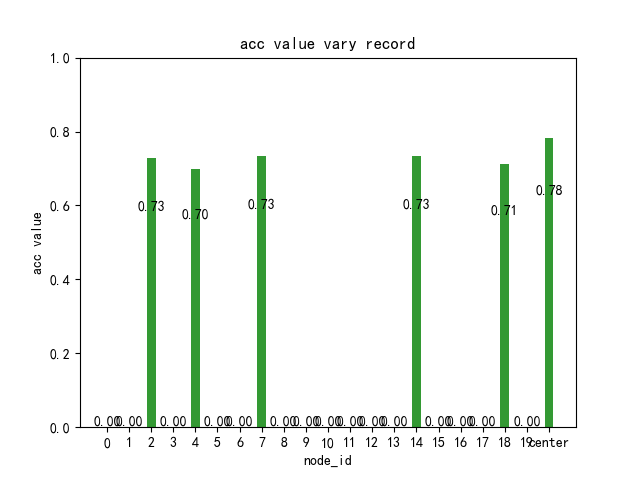 acc value vary record
acc value
1.0
0.8
0.6
0.4
0.2
0.0
0.00 0.00 0.73 0.00 0.70 0.00 0.00 0.73 0.00 0.00 0.00 0.00 0.00 0.00 0.73 0.00 0.00 0.00 0.71 0.00 0.78
0 1 2 3 4 5 6 7 8 9 10 11 12 13 14 15 16 17 18 19 center
node_id